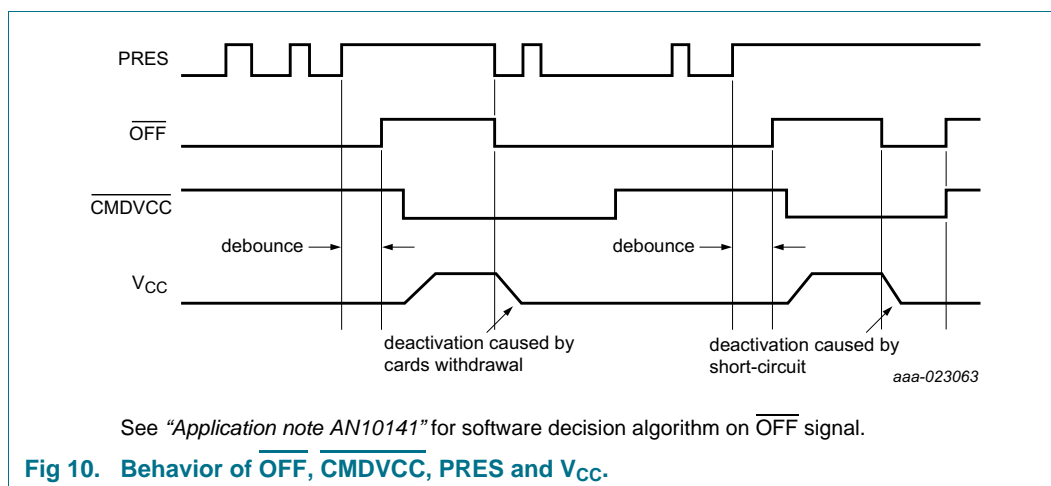 PRES
OFF
CMDVCC
debounce
debounce
VCC
deactivation caused by
cards withdrawal
deactivation caused by
short-circuit
aaa-023063
See "Application note AN10141" for software decision algorithm on OFF signal.
Fig 10. Behavior of OFF, CMDVCC, PRES and VCC.